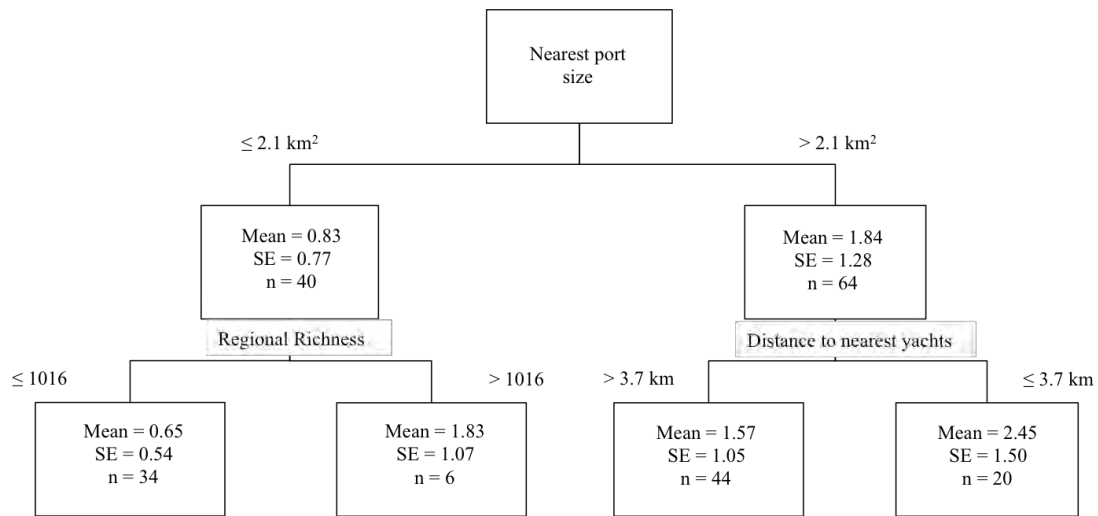 Nearest port
size
≤ 2.1 km²
> 2.1 km²
Mean = 0.83
SE = 0.77
n = 40
Mean = 1.84
SE = 1.28
n = 64
Regional Richness
Distance to nearest yachts
≤ 1016
> 1016
> 3.7 km
≤ 3.7 km
Mean = 0.65
SE = 0.54
n = 34
Mean = 1.83
SE = 1.07
n = 6
Mean = 1.57
SE = 1.05
n = 44
Mean = 2.45
SE = 1.50
n = 20